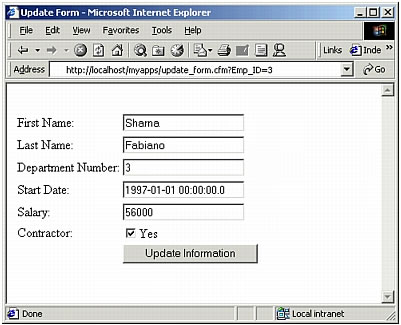 Update Form - Microsoft Internet Explorer
File Edit View Favorites Tools Help
Links Inde »
Address http://localhost/myapps/update_form.cfm?Emp_ID=3 Go
First Name: Shama
Last Name: Fabiano
Department Number: 3
Start Date: 1997-01-01 00:00:00.0
Salary: 56000
Contractor: Yes
Update Information
Done Local intranet